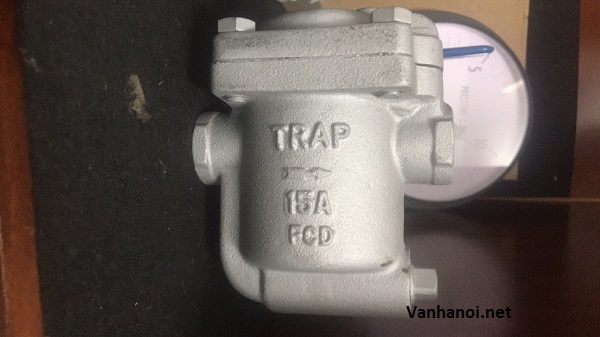 TRAP
15A
FCD
Vanhanoi.net